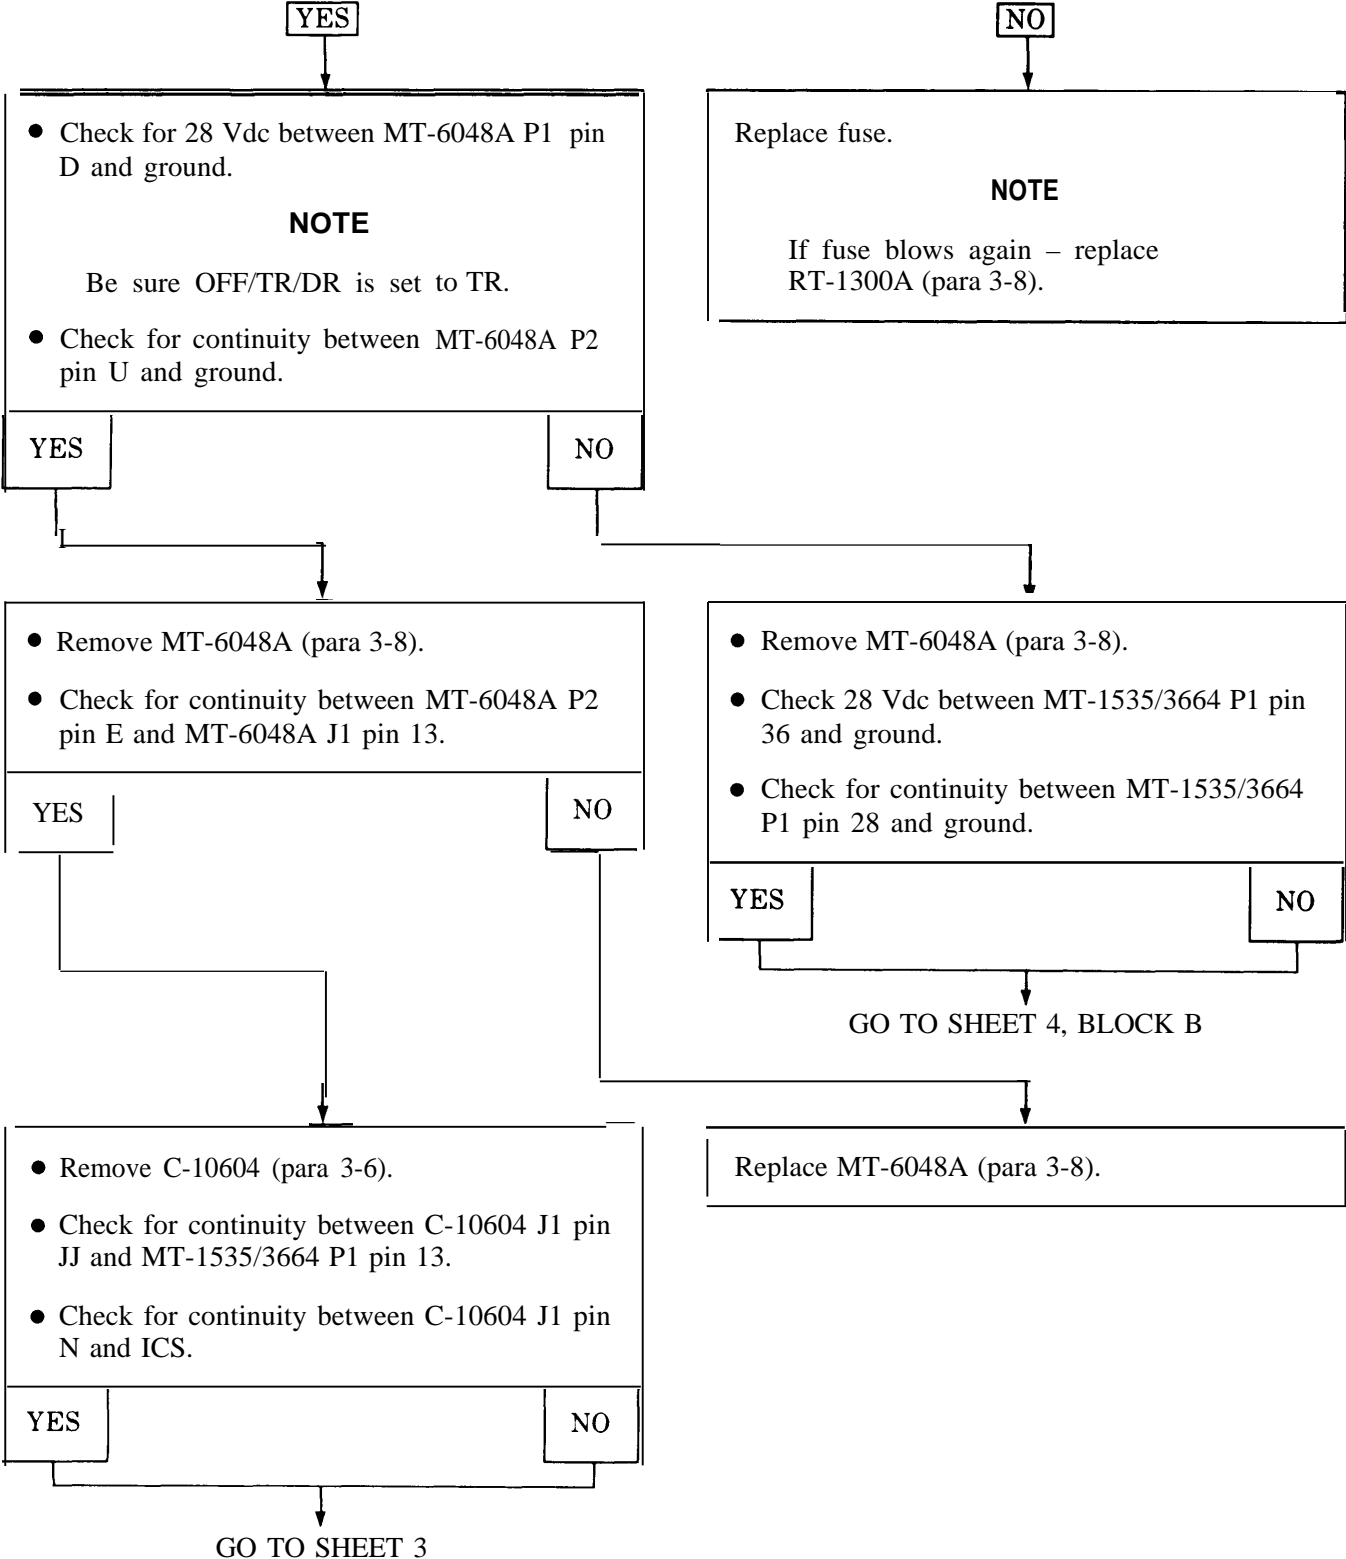 YES
NO
● Check for 28 Vdc between MT-6048A P1 pin
D and ground.
NOTE
Be sure OFF/TR/DR is set to TR.
● Check for continuity between MT-6048A P2
pin U and ground.
YES
NO
Replace fuse.
NOTE
If fuse blows again – replace
RT-1300A (para 3-8).
● Remove MT-6048A (para 3-8).
● Check for continuity between MT-6048A P2
pin E and MT-6048A J1 pin 13.
YES
NO
● Remove MT-6048A (para 3-8).
● Check 28 Vdc between MT-1535/3664 P1 pin
36 and ground.
● Check for continuity between MT-1535/3664
P1 pin 28 and ground.
YES
NO
GO TO SHEET 4, BLOCK B
● Remove C-10604 (para 3-6).
● Check for continuity between C-10604 J1 pin
JJ and MT-1535/3664 P1 pin 13.
● Check for continuity between C-10604 J1 pin
N and ICS.
YES
NO
GO TO SHEET 3
Replace MT-6048A (para 3-8).